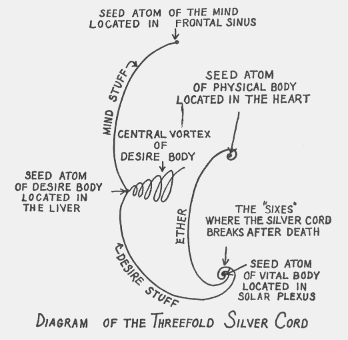 SEED ATOM OF THE MIND
LOCATED IN FRONTAL SINUS
MIND STUFF
SEED ATOM
OF PHYSICAL BODY
LOCATED IN THE HEART
CENTRAL VORTEX
OF
DESIRE BODY
SEED ATOM
OF DESIRE BODY
LOCATED IN
THE LIVER
ETHER
THE "SIXES"
WHERE THE SILVER CORD
BREAKS AFTER DEATH
DESIRE STUFF
SEED ATOM
OF VITAL BODY
LOCATED IN
SOLAR PLEXUS
DIAGRAM OF THE THREEFOLD SILVER CORD